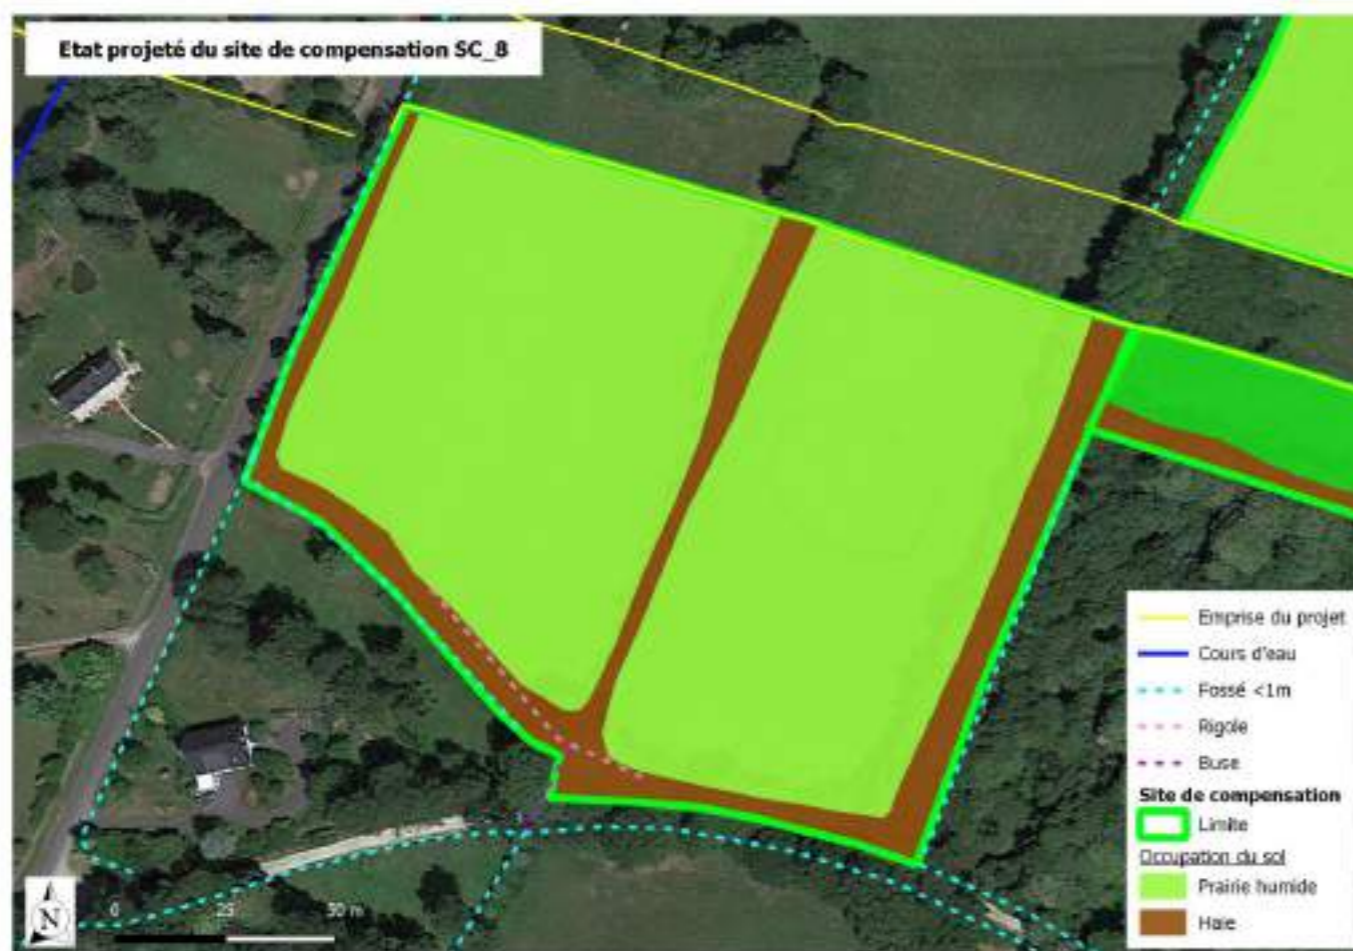 Etat projeté du site de compensation SC_8
Emprise du projet
Cours d'eau
Fossé <1m
Rigole
Buse
Site de compensation
Limite
Occupation du sol
Prairie humide
Haie
N
0 25 50 m